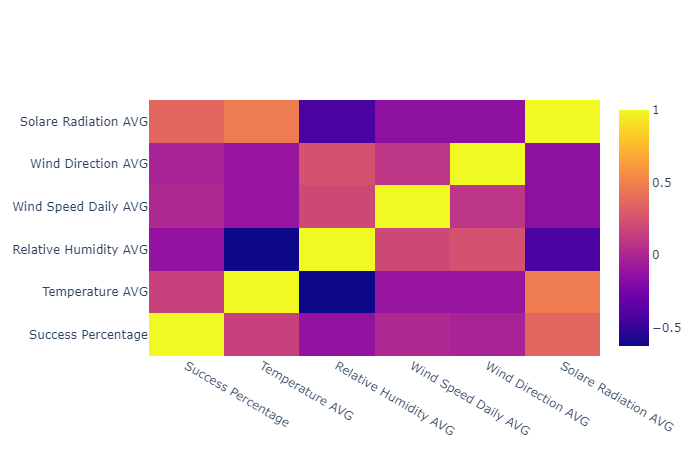 Solare Radiation AVG
Wind Direction AVG
Wind Speed Daily AVG
Relative Humidity AVG
Temperature AVG
Success Percentage
Success Percentage
Temperature AVG
Relative Humidity AVG
Wind Speed Daily AVG
Wind Direction AVG
Solare Radiation AVG
1
0.5
0
−0.5